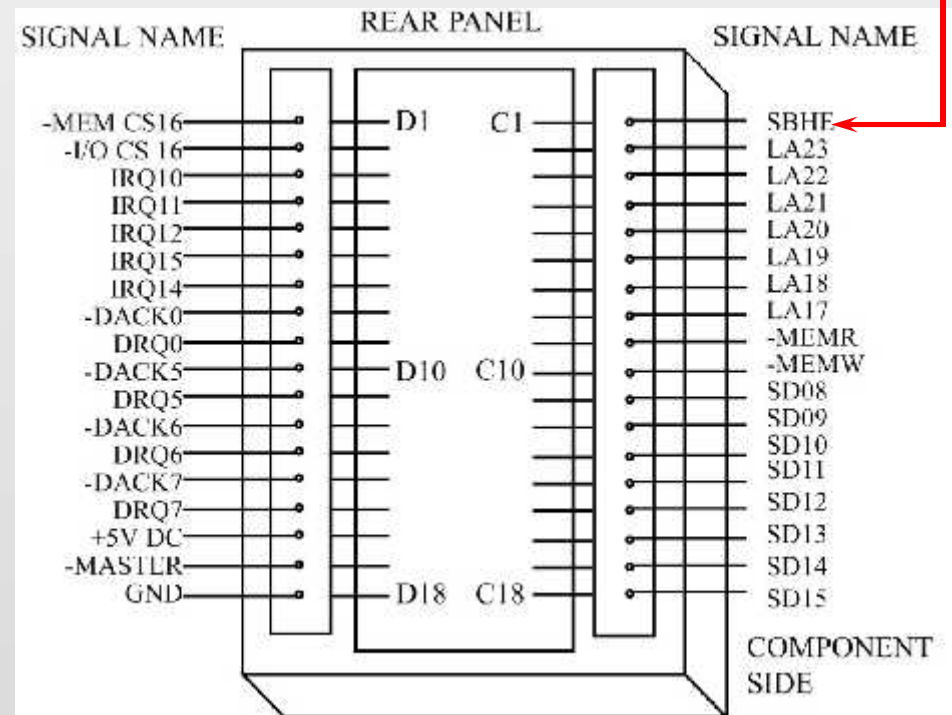 REAR PANEL
SIGNAL NAME
SIGNAL NAME
-MEM CS16
-I/O CS 16
IRQ10
IRQ11
IRQ12
IRQ15
IRQ14
-DACK0
DRQ0
-DACK5
DRQ5
-DACK6
DRQ6
-DACK7
DRQ7
+5V DC
-MASTER
GND
D1
C1
D10
C10
D18
C18
SBHE
LA23
LA22
LA21
LA20
LA19
LA18
LA17
-MEMR
-MEMW
SD08
SD09
SD10
SD11
SD12
SD13
SD14
SD15
COMPONENT
SIDE